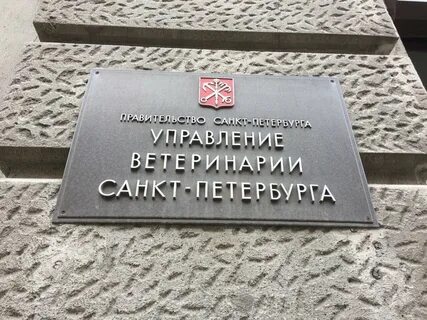 ПРАВИТЕЛЬСТВО САНКТ-ПЕТЕРБУРГА
УПРАВЛЕНИЕ
ВЕТЕРИНАРИИ
САНКТ-ПЕТЕРБУРГА